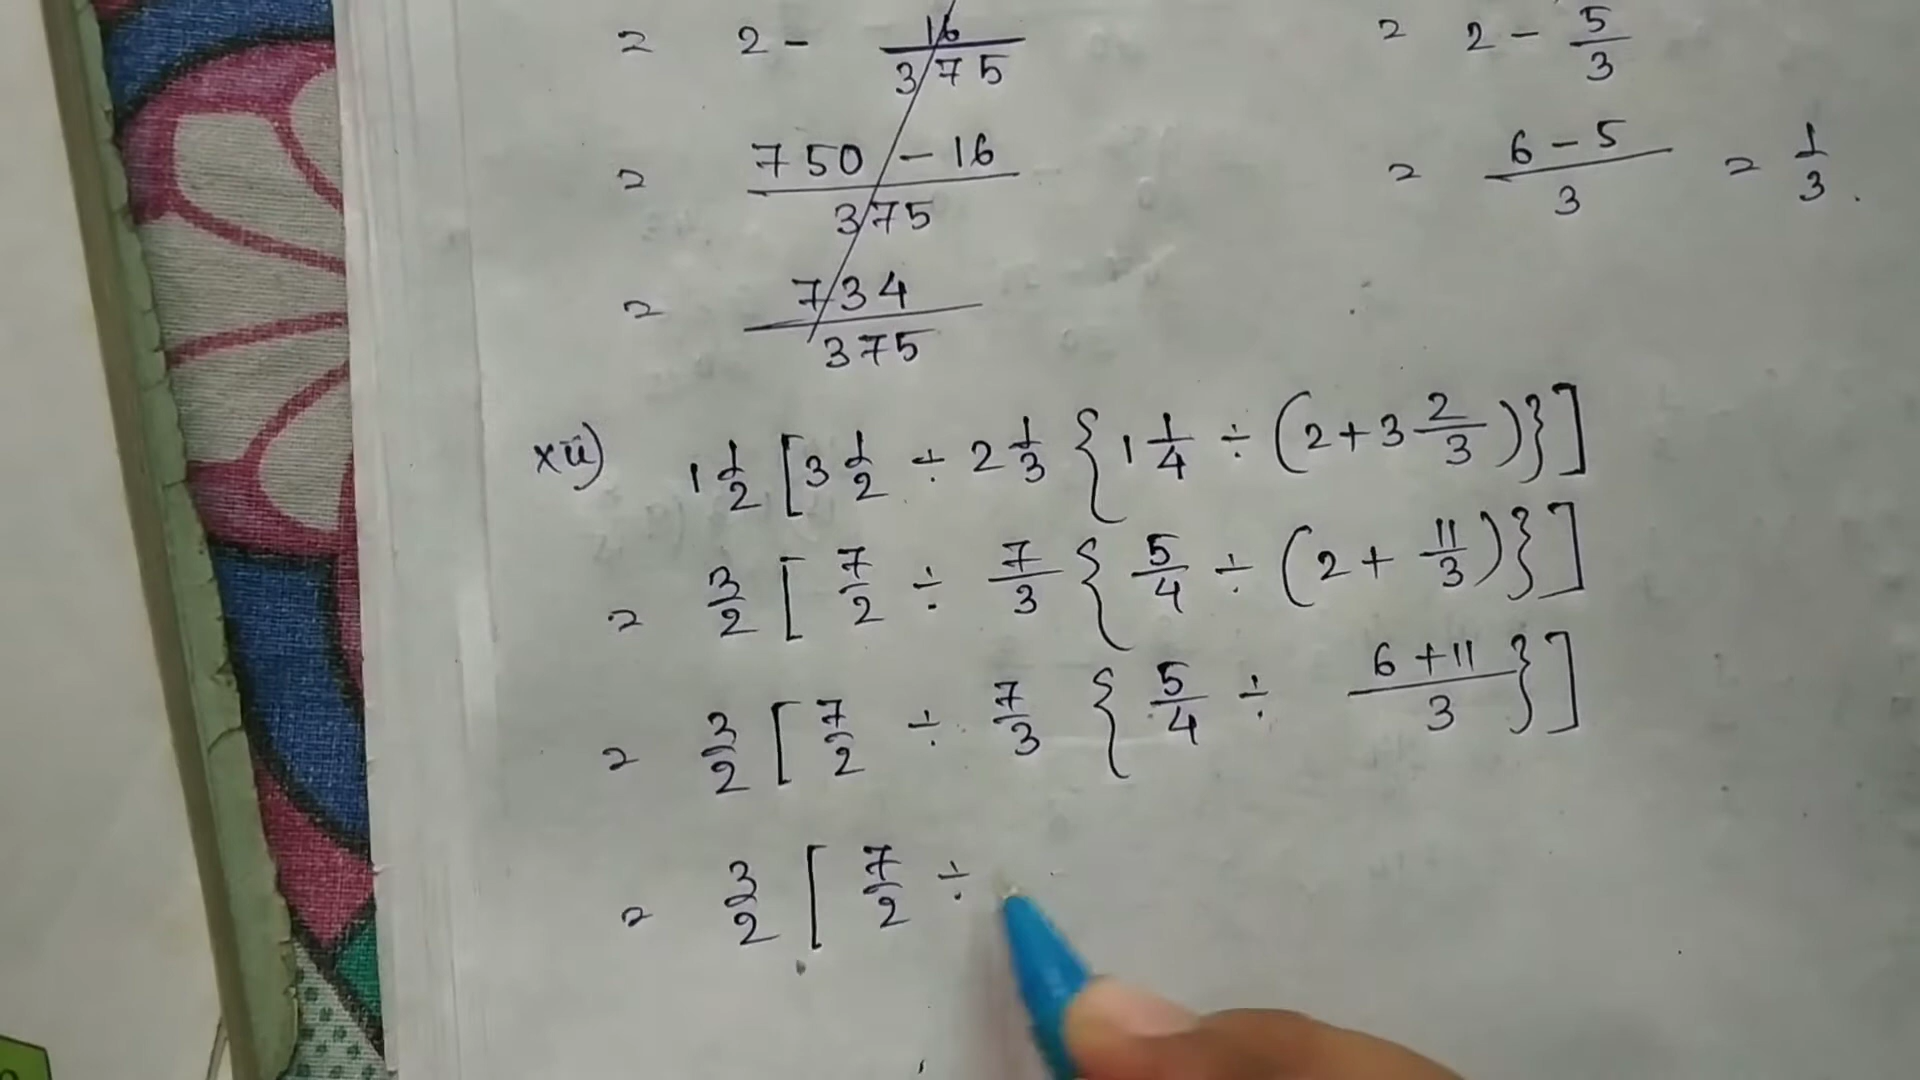 = 2 - 16/375
= 2 - 5/3
= 750 - 16/375
= 6 - 5/3 = 1/3.
= 734/375
xii) 1 1/2 [3 1/2 ÷ 2 1/3 {1 1/4 ÷ (2+3 2/3)}]
= 3/2 [7/2 ÷ 7/3 {5/4 ÷ (2 + 11/3)}]
= 3/2 [7/2 ÷ 7/3 {5/4 ÷ 6+11/3}]
= 3/2 [7/2 ÷